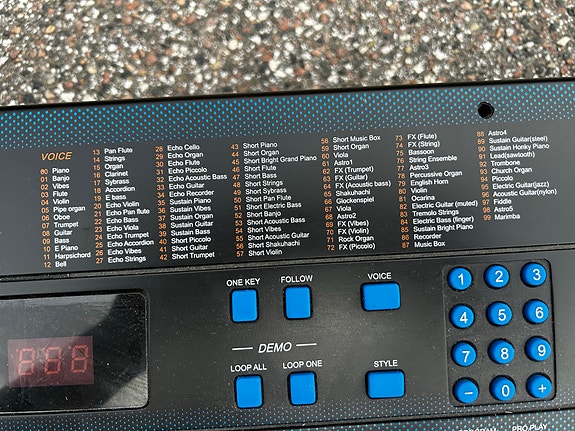 VOICE
00 Piano
01 Banjo
02 Vibes
03 Flute
04 Violin
05 Pipe organ
06 Oboe
07 Trumpet
08 Guitar
09 Bass
10 E Piano
11 Harpsichord
12 Bell
13 Pan Flute
14 Strings
15 Organ
16 Clarinet
17 Sybrass
18 Accordion
19 E bass
20 Echo Violin
21 Echo Pan Flute
22 Echo Bass
23 Echo Viola
24 Echo Trumpet
25 Echo Accordion
26 Echo Vibes
27 Echo Strings
28 Echo Cello
29 Echo Organ
30 Echo Flute
31 Echo Piccolo
32 Echo Acoustic Bass
33 Echo Guitar
34 Echo Recorder
35 Sustain Piano
36 Sustain Vibes
37 Sustain Organ
38 Sustain Guitar
39 Sustain Bass
40 Short Piccolo
41 Short Guitar
42 Short Trumpet
43 Short Piano
44 Short Organ
45 Short Bright Grand Piano
46 Short Flute
47 Short Bass
48 Short Strings
49 Short Sybrass
50 Short Pan Flute
51 Short Electric Bass
52 Short Banjo
53 Short Acoustic Bass
54 Short Vibes
55 Short Acoustic Guitar
56 Short Shakuhachi
57 Short Violin
58 Short Music Box
59 Short Organ
60 Viola
61 Astro1
62 FX (Trumpet)
63 FX (Guitar)
64 FX (Acoustic bass)
65 Shakuhachi
66 Glockenspiel
67 Viola
68 Astro2
69 FX (Vibes)
70 FX (Violin)
71 Rock Organ
72 FX (Piccolo)
73 FX (Flute)
74 FX (String)
75 Bassoon
76 String Ensemble
77 Astro3
78 Percussive Organ
79 English Horn
80 Violin
81 Ocarina
82 Electric Guitar (muted)
83 Tremolo Strings
84 Electric Bass (finger)
85 Sustain Bright Piano
86 Recorder
87 Music Box
88 Astro4
89 Sustain Guitar(steel)
90 Sustain Honky Piano
91 Lead(sawtooth)
92 Trombone
93 Church Organ
94 Piccolo
95 Electric Guitar(jazz)
96 Acoustic Guitar(nylon)
97 Fiddle
98 Astro5
99 Marimba
ONE KEY FOLLOW VOICE
1 2 3
4 5 6
888
DEMO
7 8 9
LOOP ALL LOOP ONE STYLE
- 0 +
PRO.PLAY